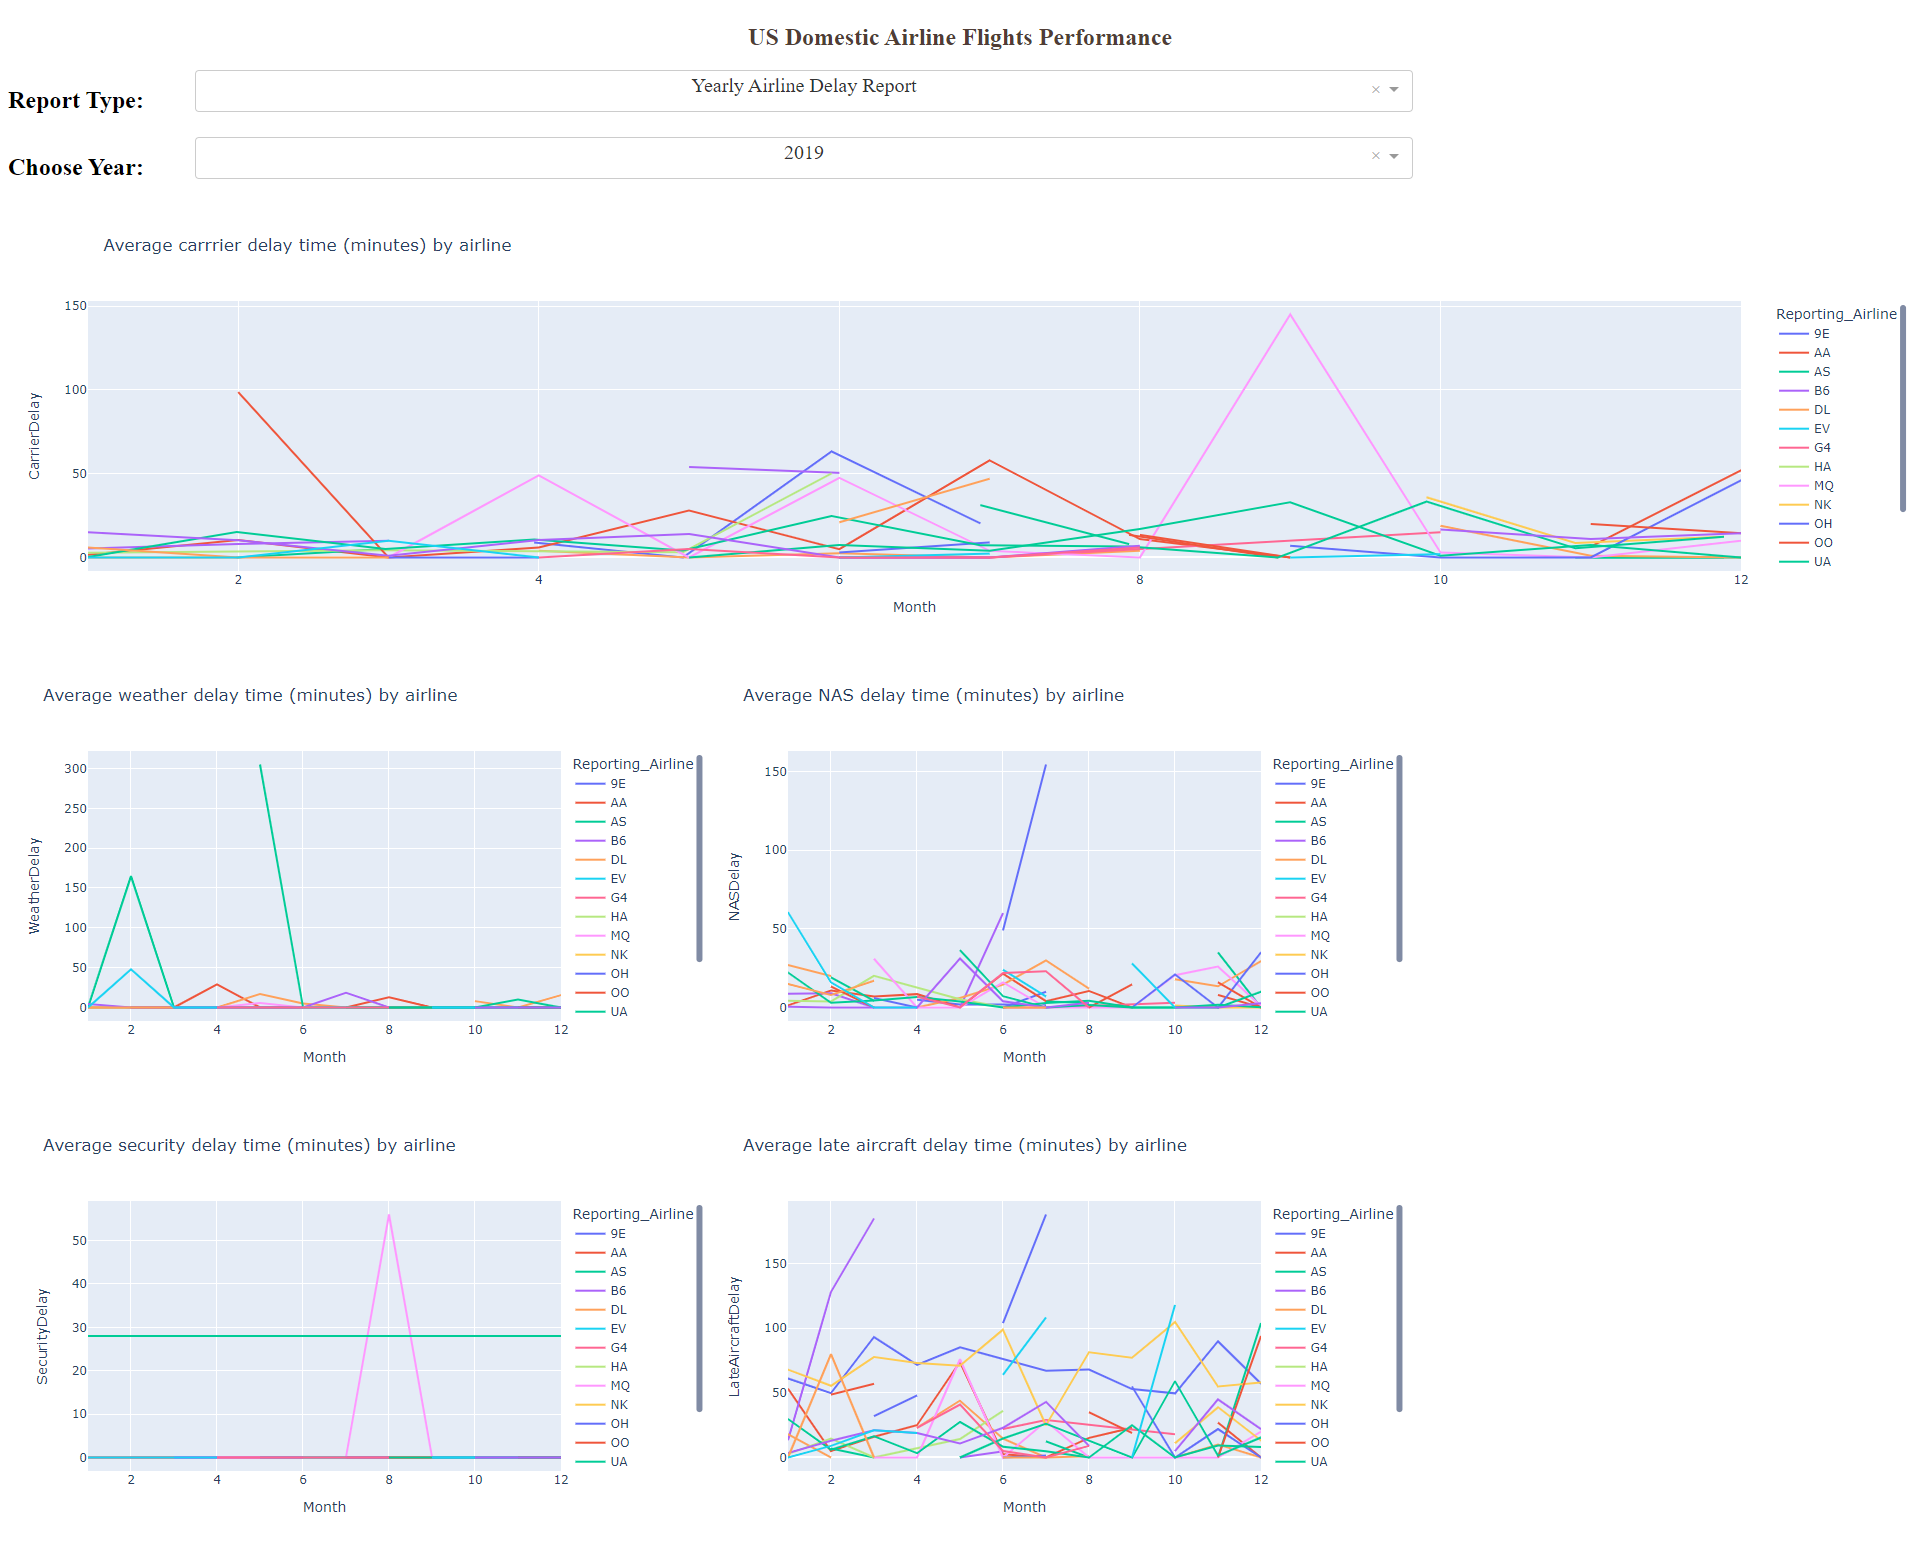 US Domestic Airline Flights Performance
Report Type:
Yearly Airline Delay Report
×
Choose Year:
2019
×
Average carrrier delay time (minutes) by airline
150
100
50
0
CarrierDelay
2 4 6 8 10 12
Month
Reporting_Airline
9E
AA
AS
B6
DL
EV
G4
HA
MQ
NK
OH
OO
UA
Average weather delay time (minutes) by airline
300
250
200
150
100
50
0
WeatherDelay
2 4 6 8 10 12
Month
Reporting_Airline
9E
AA
AS
B6
DL
EV
G4
HA
MQ
NK
OH
OO
UA
Average NAS delay time (minutes) by airline
150
100
50
0
NASDelay
2 4 6 8 10 12
Month
Reporting_Airline
9E
AA
AS
B6
DL
EV
G4
HA
MQ
NK
OH
OO
UA
Average security delay time (minutes) by airline
50
40
30
20
10
0
SecurityDelay
2 4 6 8 10 12
Month
Reporting_Airline
9E
AA
AS
B6
DL
EV
G4
HA
MQ
NK
OH
OO
UA
Average late aircraft delay time (minutes) by airline
150
100
50
0
LateAircraftDelay
2 4 6 8 10 12
Month
Reporting_Airline
9E
AA
AS
B6
DL
EV
G4
HA
MQ
NK
OH
OO
UA